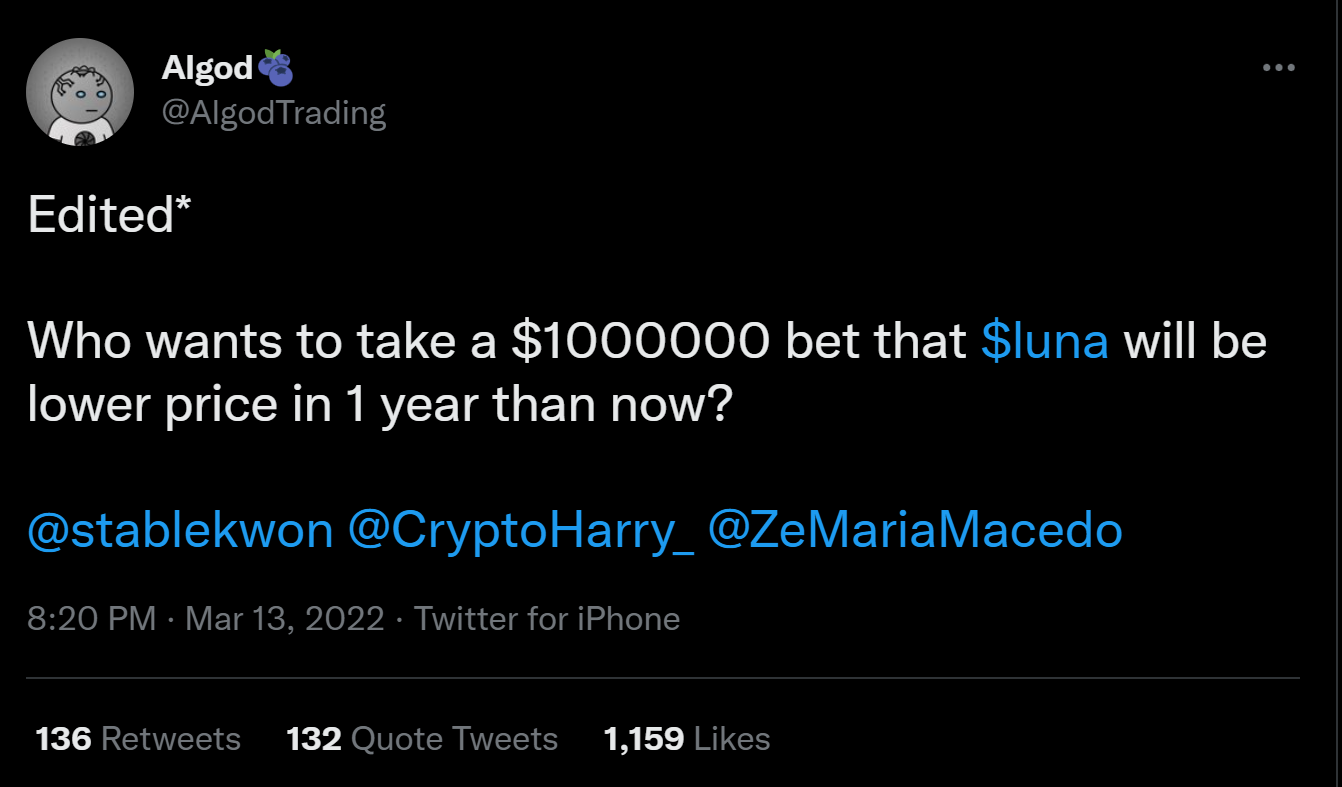 Algod🫐
@AlgodTrading
Edited*
Who wants to take a $1000000 bet that $luna will be
lower price in 1 year than now?
@stablekwon @CryptoHarry_ @ZeMariaMacedo
8:20 PM · Mar 13, 2022 · Twitter for iPhone
136 Retweets 132 Quote Tweets 1,159 Likes